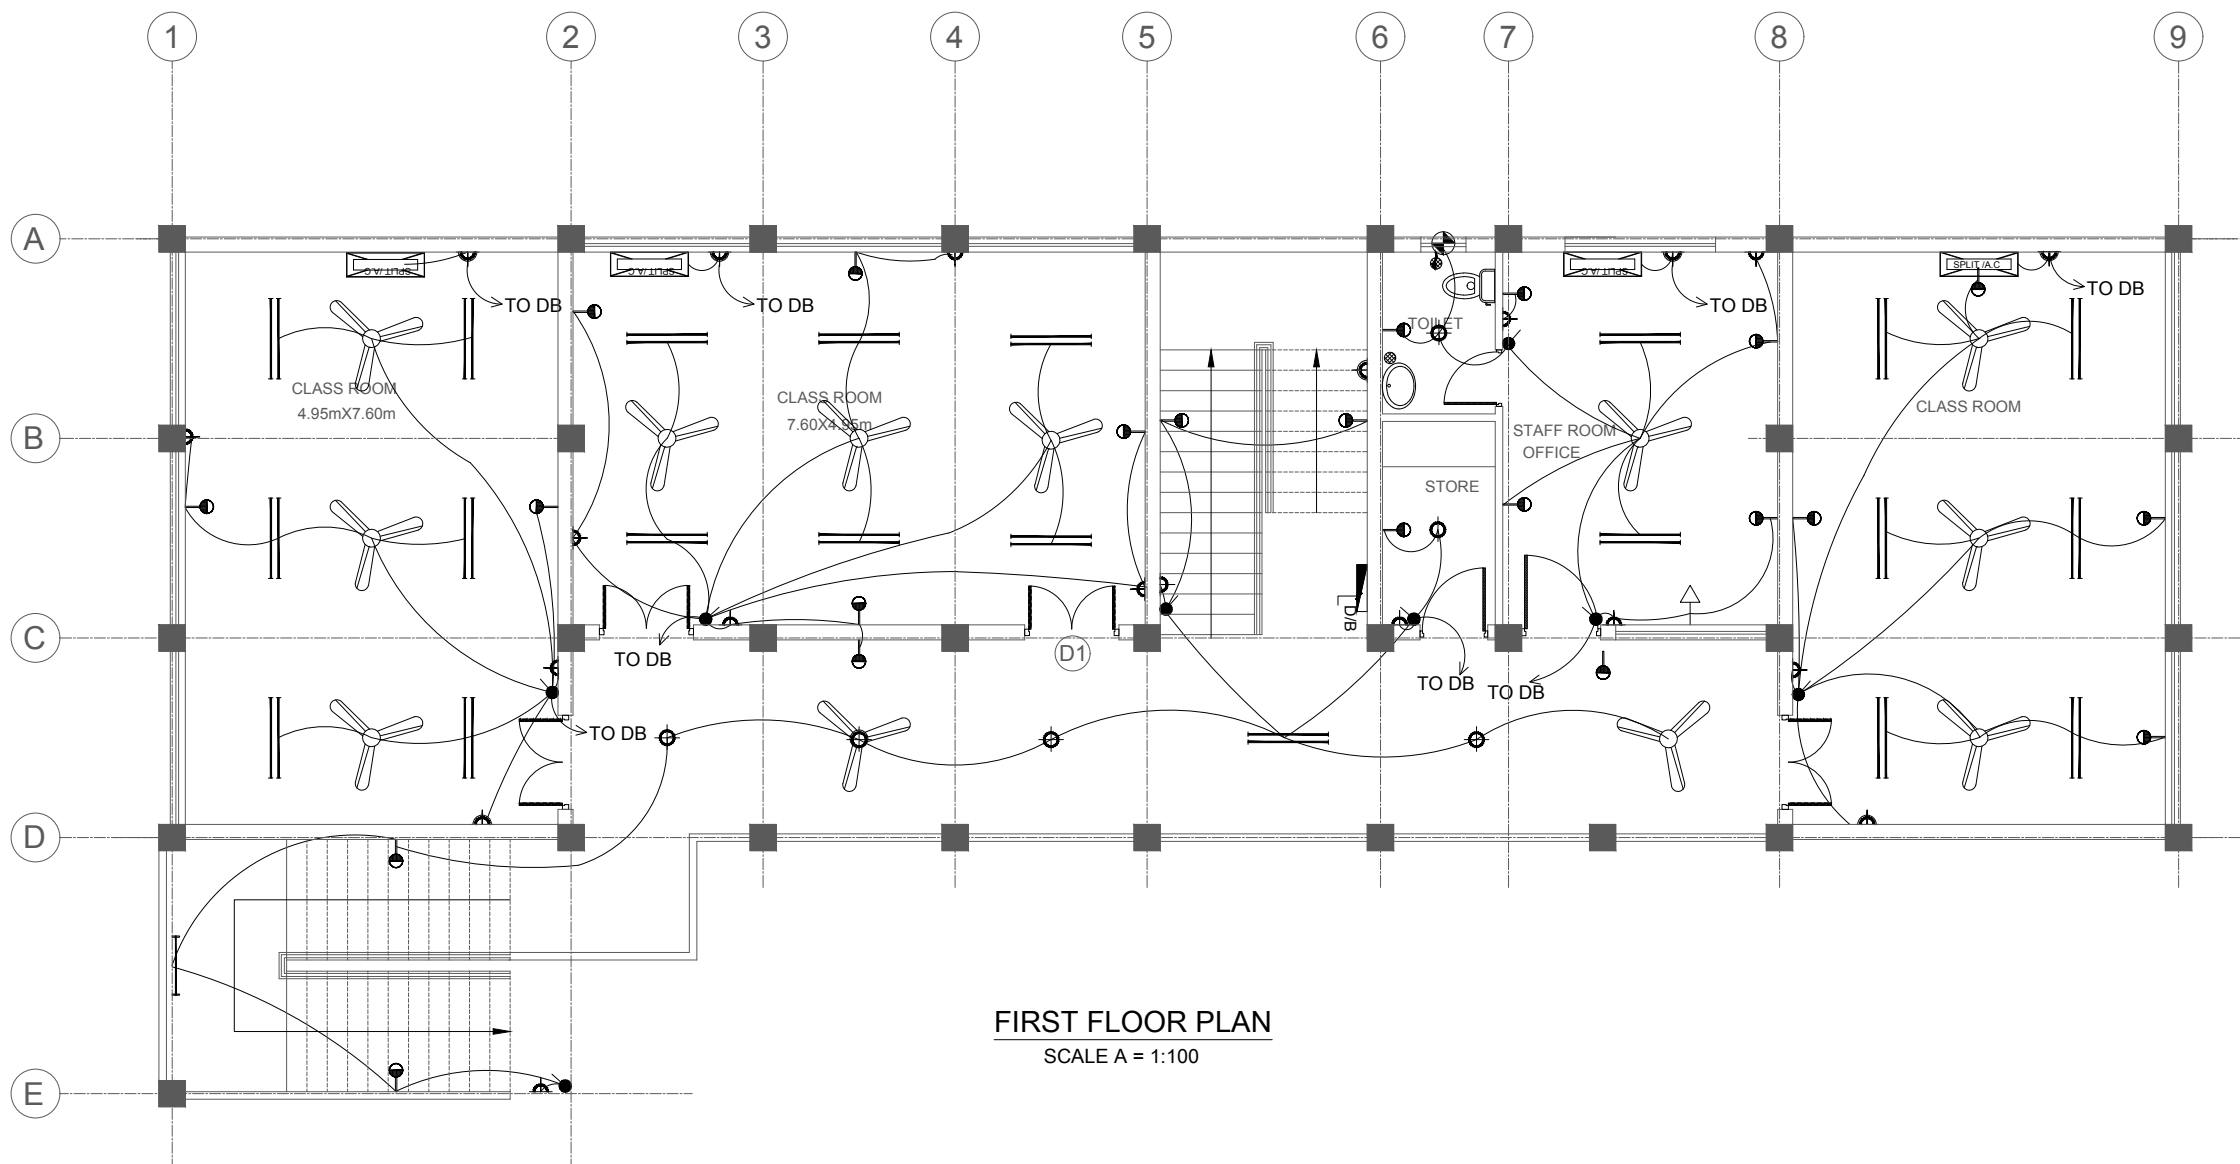 1
2
3
4
5
6
7
8
9
A
SPLIT /A.C
SPLIT /A.C
SPLIT /A.C
SPLIT /A.C
TO DB
TO DB
TO DB
TO DB
TOILET
CLASS ROOM
4.95mX7.60m
CLASS ROOM
7.60X4.95m
CLASS ROOM
B
STAFF ROOM
OFFICE
STORE
D/B
C
D1
TO DB
TO DB
TO DB
TO DB
D
FIRST FLOOR PLAN
SCALE A = 1:100
E